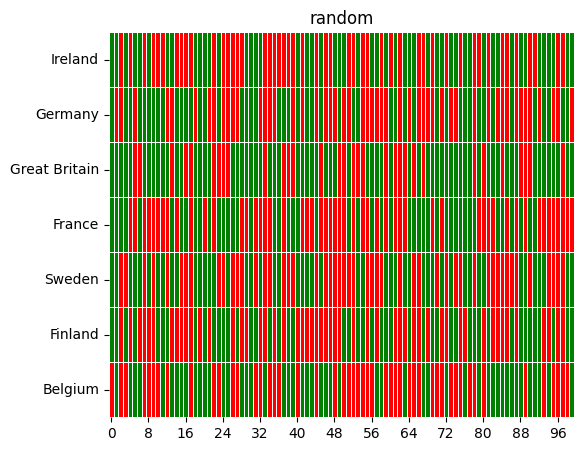 random
Ireland
Germany
Great Britain
France
Sweden
Finland
Belgium
0 8 16 24 32 40 48 56 64 72 80 88 96